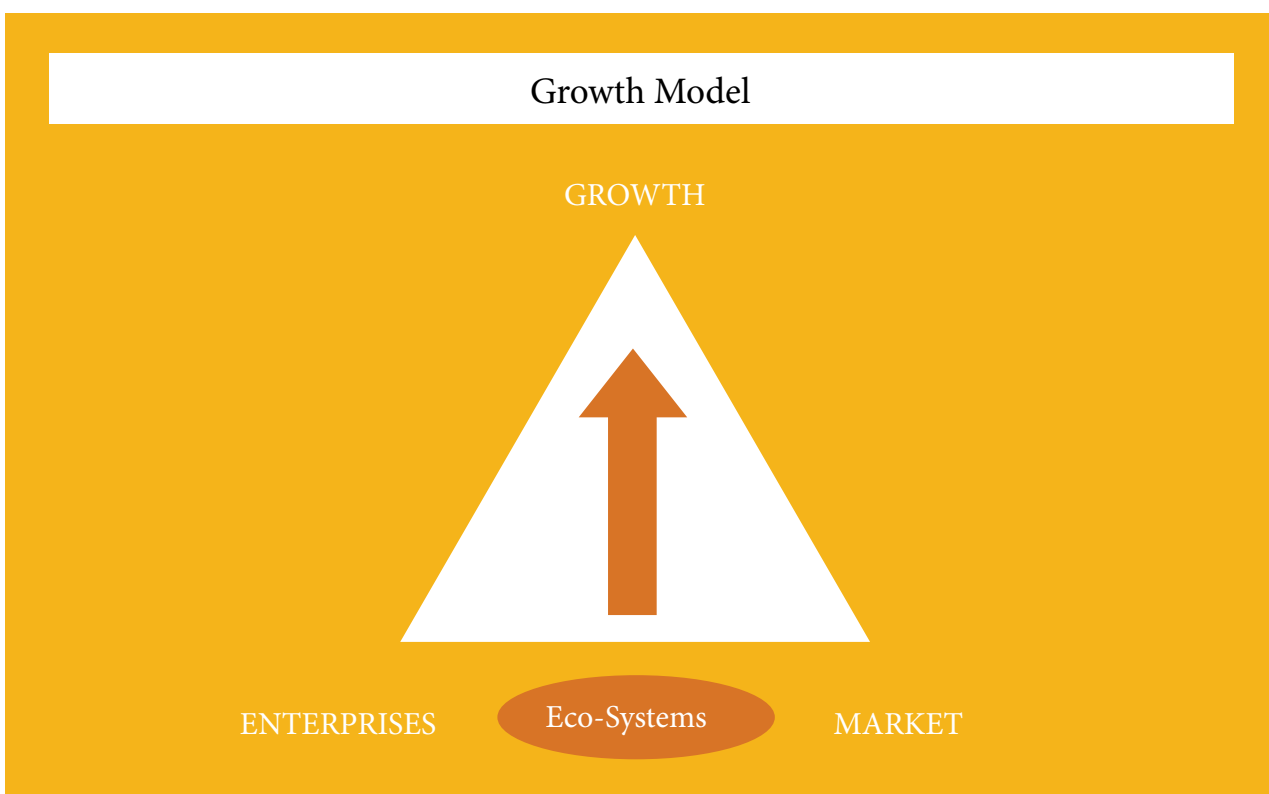 Growth Model
GROWTH
ENTERPRISES
Eco-Systems
MARKET